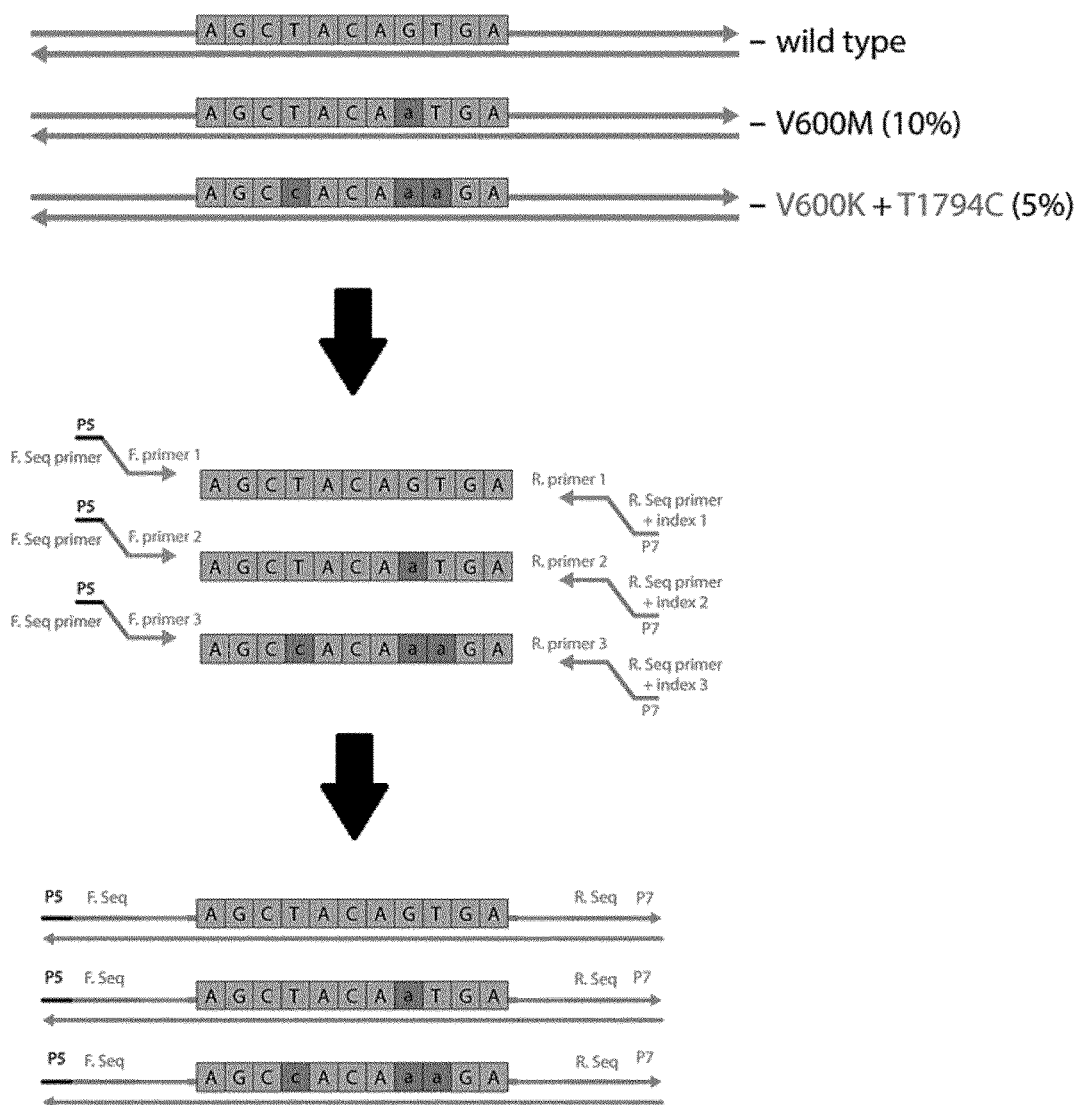 A G C T A C A G T G A
– wild type
A G C T A C A a T G A
– V600M (10%)
A G C c A C A a a G A
– V600K + T1794C (5%)
P5
F. Seq primer F. primer 1
A G C T A C A G T G A
R. primer 1
R. Seq primer
+ index 1
P7
P5
F. Seq primer F. primer 2
A G C T A C A a T G A
R. primer 2
R. Seq primer
+ index 2
P7
P5
F. Seq primer F. primer 3
A G C c A C A a a G A
R. primer 3
R. Seq primer
+ index 3
P7
P5 F. Seq R. Seq P7
A G C T A C A G T G A
P5 F. Seq R. Seq P7
A G C T A C A a T G A
P5 F. Seq R. Seq P7
A G C c A C A a a G A